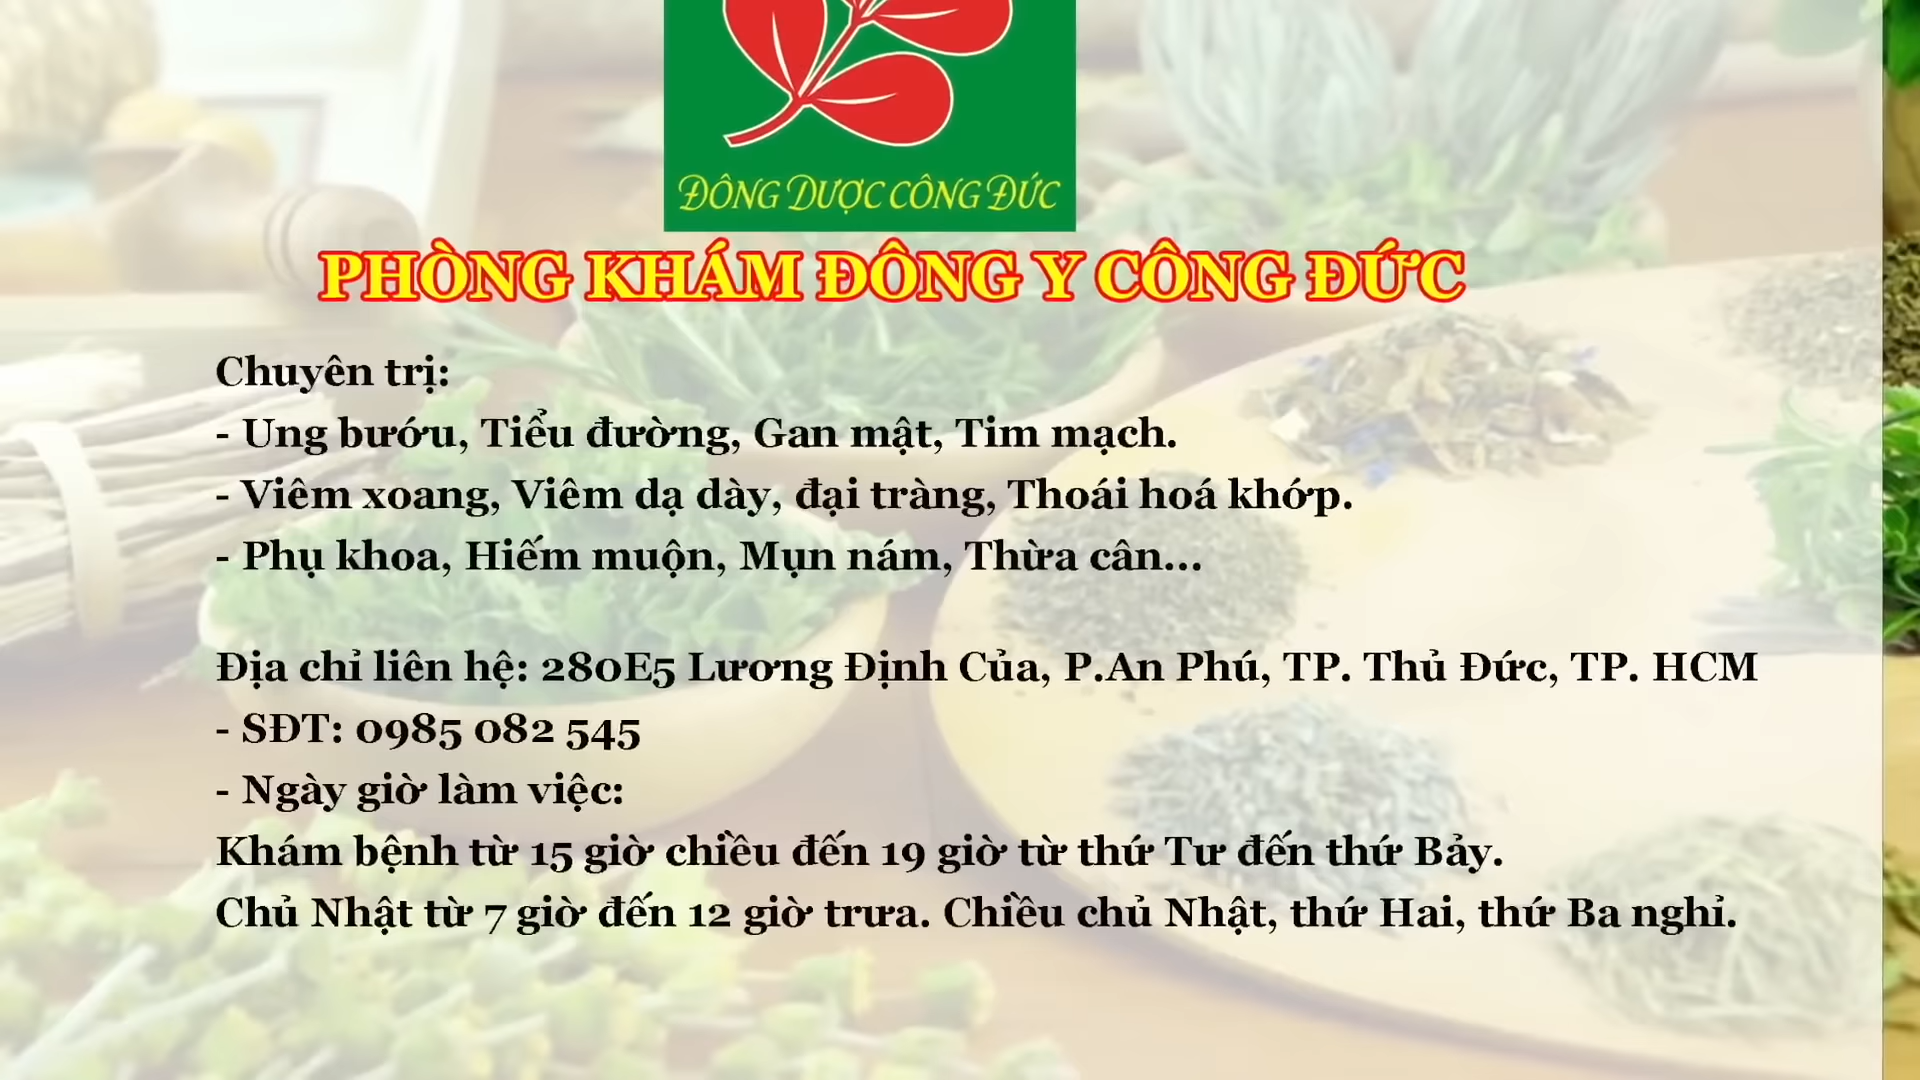 ĐÔNG DƯỢC CÔNG ĐỨC
PHÒNG KHÁM ĐÔNG Y CÔNG ĐỨC
Chuyên trị:
- Ung bướu, Tiểu đường, Gan mật, Tim mạch.
- Viêm xoang, Viêm dạ dày, đại tràng, Thoái hoá khớp.
- Phụ khoa, Hiếm muộn, Mụn nám, Thừa cân...
Địa chỉ liên hệ: 280E5 Lương Định Của, P.An Phú, TP. Thủ Đức, TP. HCM
- SĐT: 0985 082 545
- Ngày giờ làm việc:
Khám bệnh từ 15 giờ chiều đến 19 giờ từ thứ Tư đến thứ Bảy.
Chủ Nhật từ 7 giờ đến 12 giờ trưa. Chiều chủ Nhật, thứ Hai, thứ Ba nghỉ.